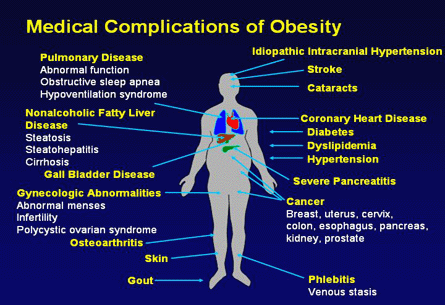 Medical Complications of Obesity
Pulmonary Disease
Abnormal function
Obstructive sleep apnea
Hypoventilation syndrome
Nonalcoholic Fatty Liver
Disease
Steatosis
Steatohepatitis
Cirrhosis
Gall Bladder Disease
Gynecologic Abnormalities
Abnormal menses
Infertility
Polycystic ovarian syndrome
Osteoarthritis
Skin
Gout
Idiopathic Intracranial Hypertension
Stroke
Cataracts
Coronary Heart Disease
Diabetes
Dyslipidemia
Hypertension
Severe Pancreatitis
Cancer
Breast, uterus, cervix,
colon, esophagus, pancreas,
kidney, prostate
Phlebitis
Venous stasis